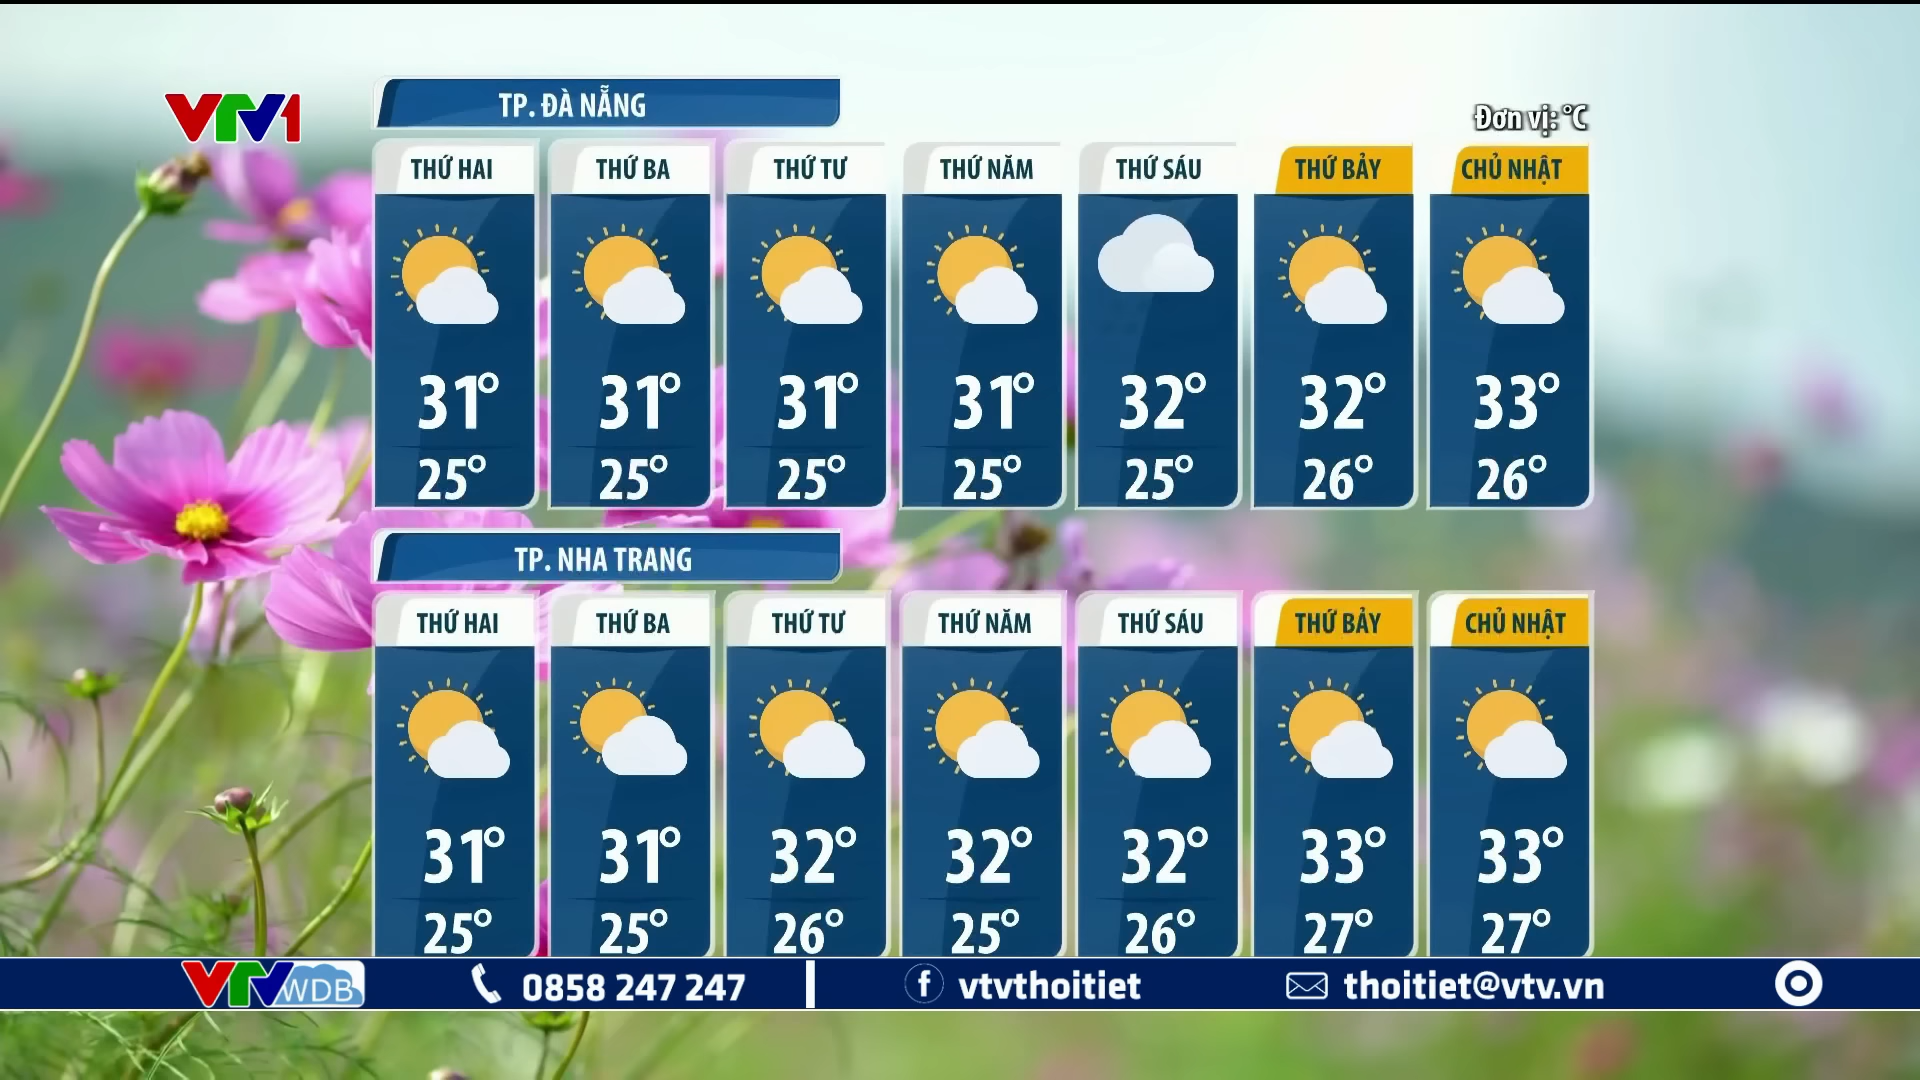 VTV1
TP. ĐÀ NẴNG
Đơn vị: °C
THỨ HAI THỨ BA THỨ TƯ THỨ NĂM THỨ SÁU THỨ BẢY CHỦ NHẬT
31° 31° 31° 31° 32° 32° 33°
25° 25° 25° 25° 25° 26° 26°
TP. NHA TRANG
THỨ HAI THỨ BA THỨ TƯ THỨ NĂM THỨ SÁU THỨ BẢY CHỦ NHẬT
31° 31° 32° 32° 32° 33° 33°
25° 25° 26° 25° 26° 27° 27°
VTV WDB 0858 247 247 vtvthoitiet thoitiet@vtv.vn